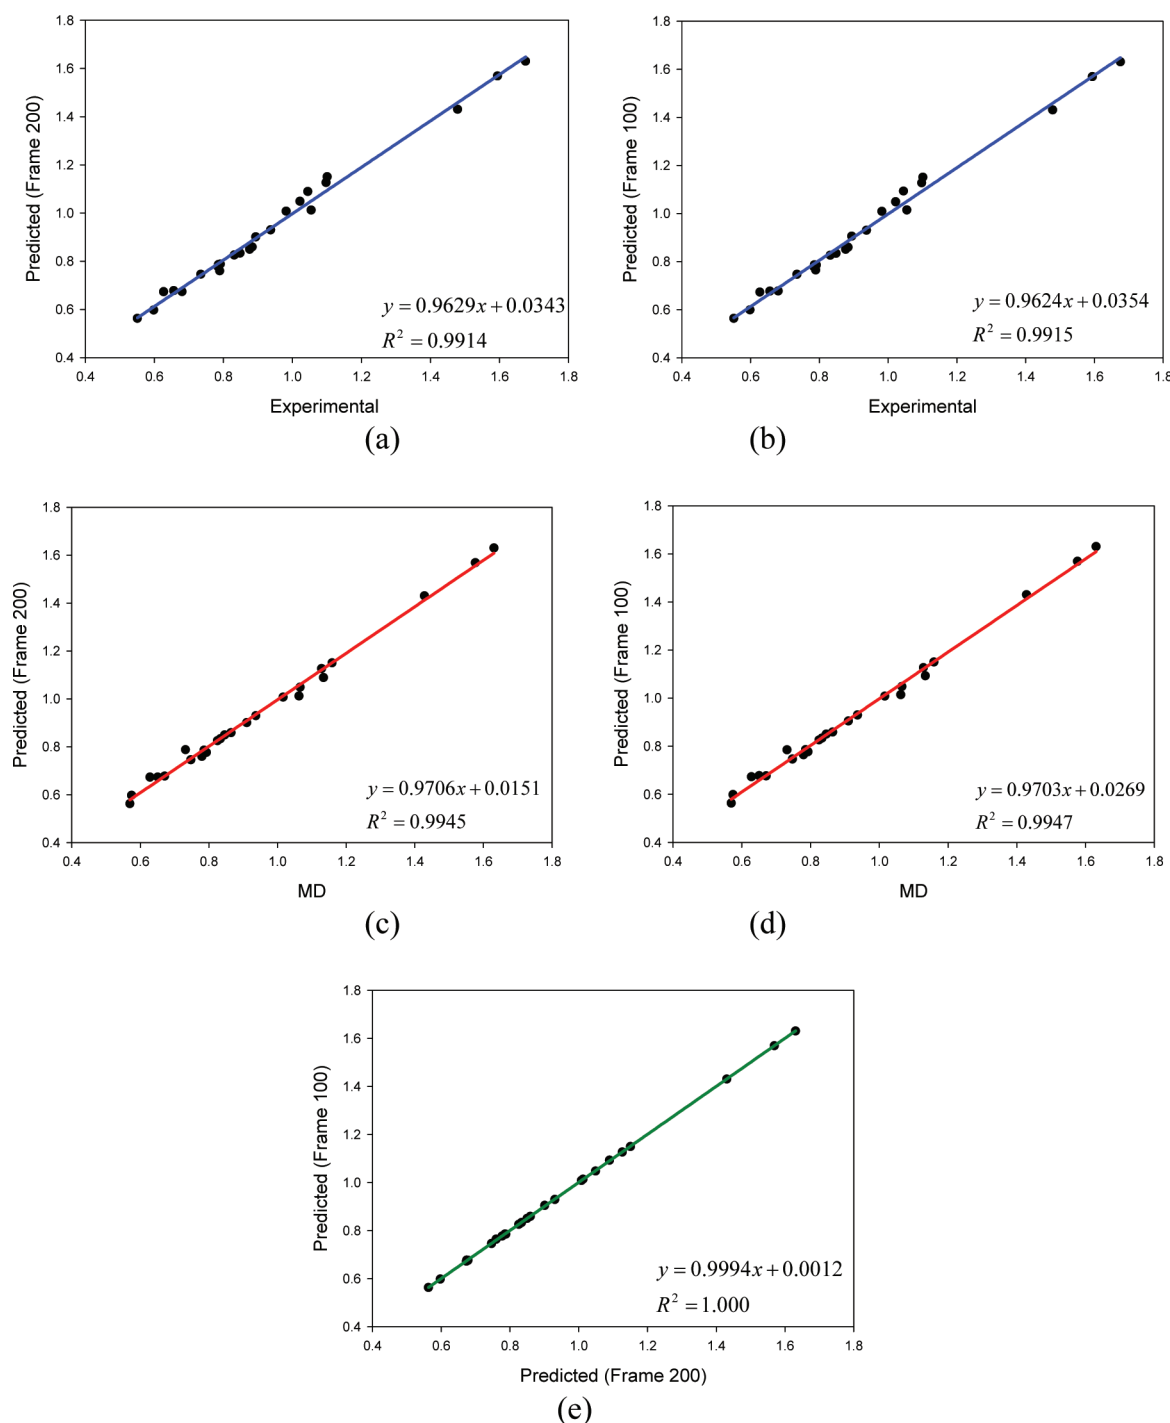 1.8
1.6
1.4
1.2
1.0
0.8
0.6
0.4
Predicted (Frame 200)
y = 0.9629x + 0.0343
R² = 0.9914
0.4 0.6 0.8 1.0 1.2 1.4 1.6 1.8
Experimental
(a)
1.8
1.6
1.4
1.2
1.0
0.8
0.6
0.4
Predicted (Frame 100)
y = 0.9624x + 0.0354
R² = 0.9915
0.4 0.6 0.8 1.0 1.2 1.4 1.6 1.8
Experimental
(b)
1.8
1.6
1.4
1.2
1.0
0.8
0.6
0.4
Predicted (Frame 200)
y = 0.9706x + 0.0151
R² = 0.9945
0.4 0.6 0.8 1.0 1.2 1.4 1.6 1.8
MD
(c)
1.8
1.6
1.4
1.2
1.0
0.8
0.6
0.4
Predicted (Frame 100)
y = 0.9703x + 0.0269
R² = 0.9947
0.4 0.6 0.8 1.0 1.2 1.4 1.6 1.8
MD
(d)
1.8
1.6
1.4
1.2
1.0
0.8
0.6
0.4
Predicted (Frame 100)
y = 0.9994x + 0.0012
R² = 1.000
0.4 0.6 0.8 1.0 1.2 1.4 1.6 1.8
Predicted (Frame 200)
(e)